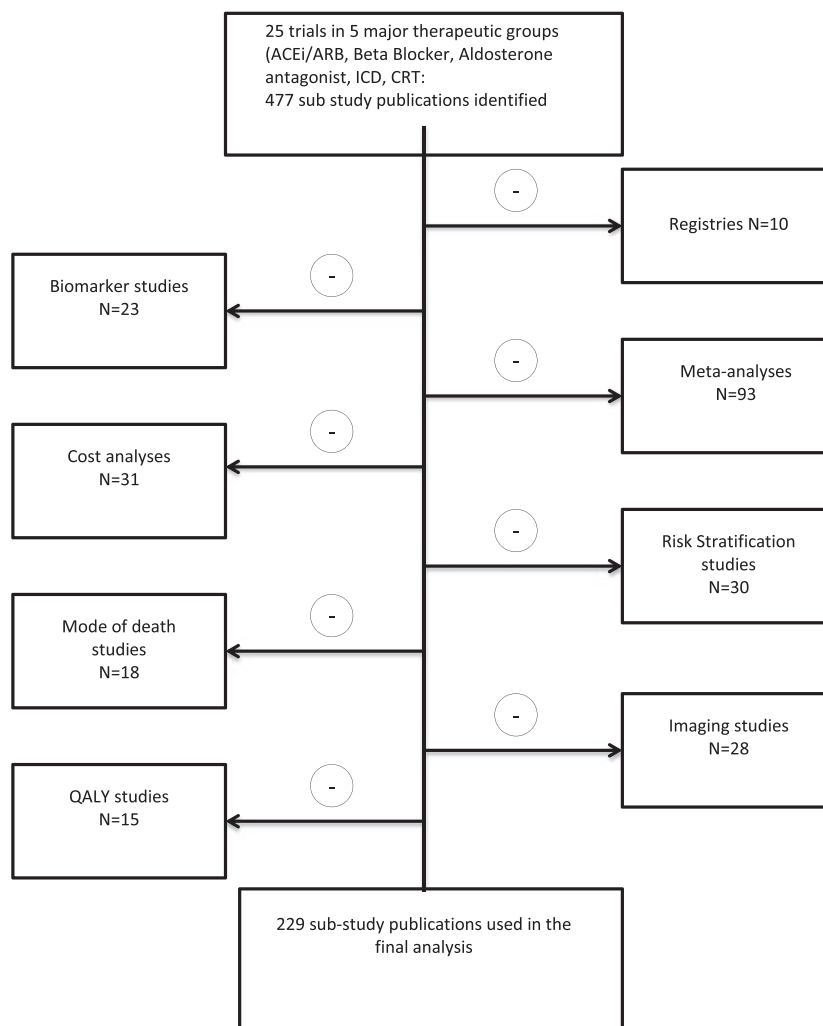 25 trials in 5 major therapeutic groups
(ACEi/ARB, Beta Blocker, Aldosterone
antagonist, ICD, CRT:
477 sub study publications identified
-
Registries N=10
-
Biomarker studies
N=23
-
Meta-analyses
N=93
-
Cost analyses
N=31
-
Risk Stratification
studies
N=30
-
Mode of death
studies
N=18
-
Imaging studies
N=28
-
QALY studies
N=15
229 sub-study publications used in the
final analysis